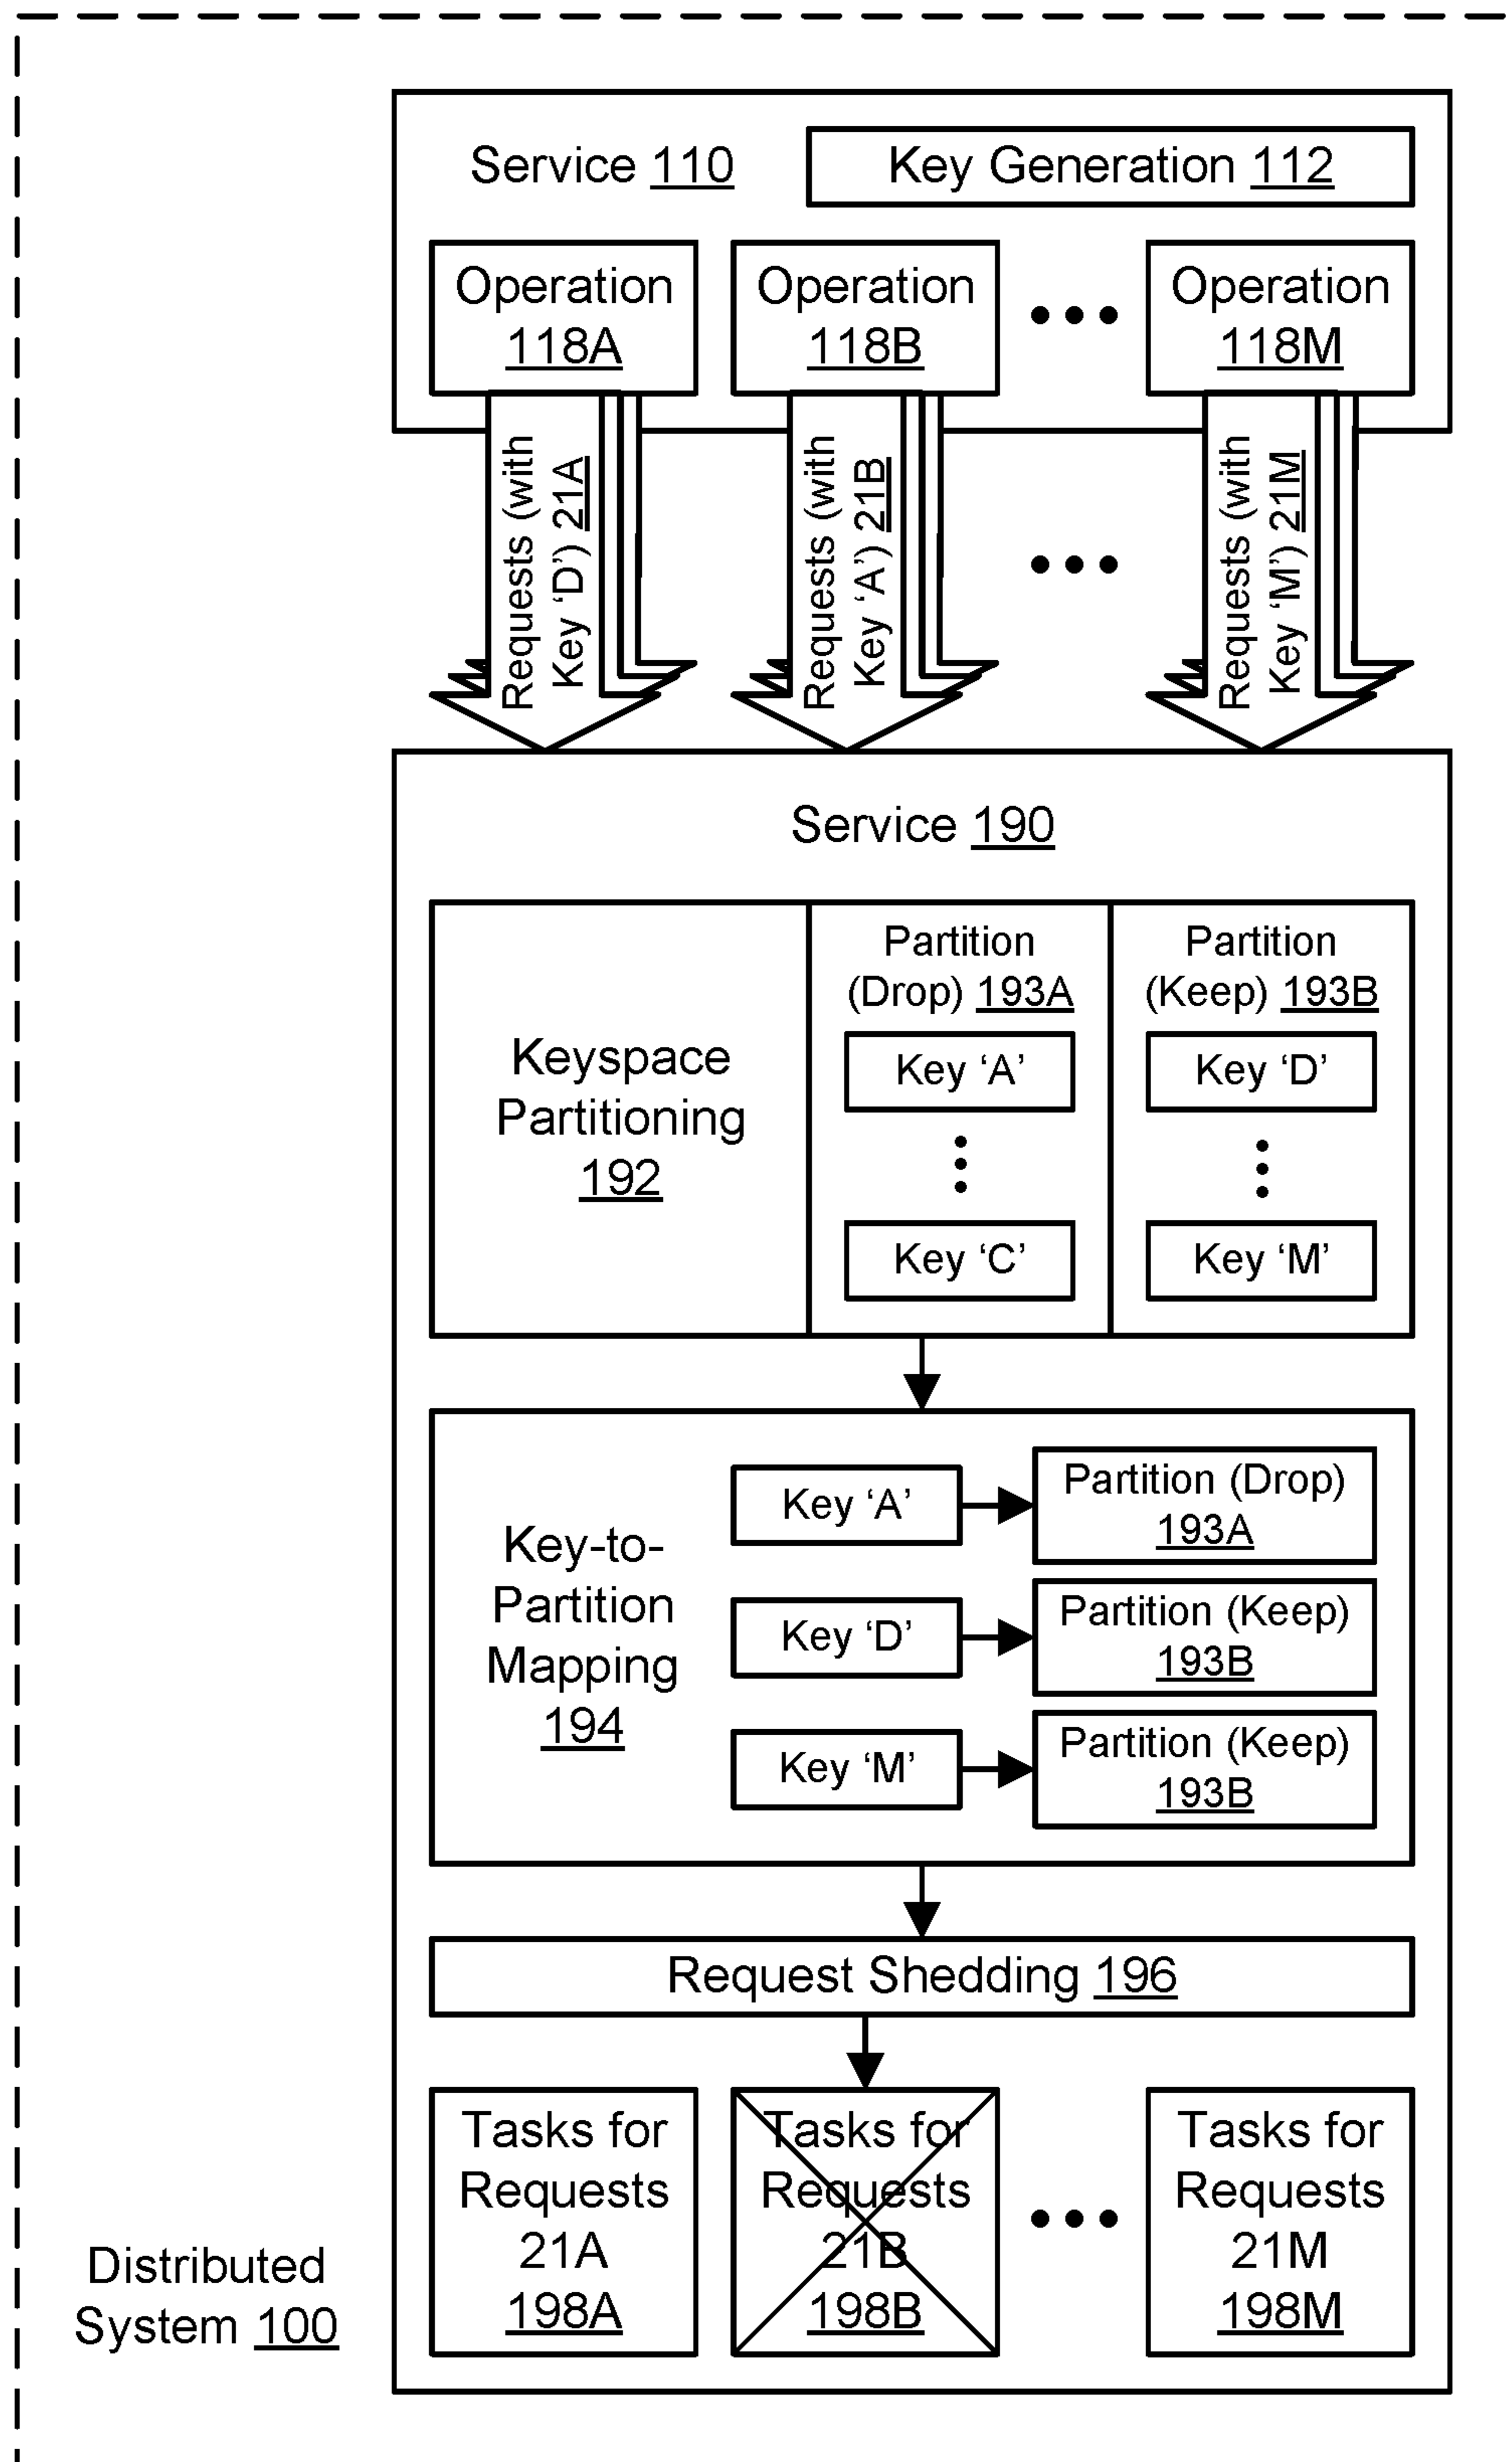 Service 110
Key Generation 112
Operation
118A
Operation
118B
Operation
118M
Requests (with
Key ‘D’) 21A
Requests (with
Key ‘A’) 21B
Requests (with
Key ‘M’) 21M
Service 190
Keyspace
Partitioning
192
Partition
(Drop) 193A
Key ‘A’
Key ‘C’
Partition
(Keep) 193B
Key ‘D’
Key ‘M’
Key-to-
Partition
Mapping
194
Key ‘A’
Partition (Drop)
193A
Key ‘D’
Partition (Keep)
193B
Key ‘M’
Partition (Keep)
193B
Request Shedding 196
Tasks for
Requests
21A
198A
Tasks for
Requests
21B
198B
Tasks for
Requests
21M
198M
Distributed
System 100